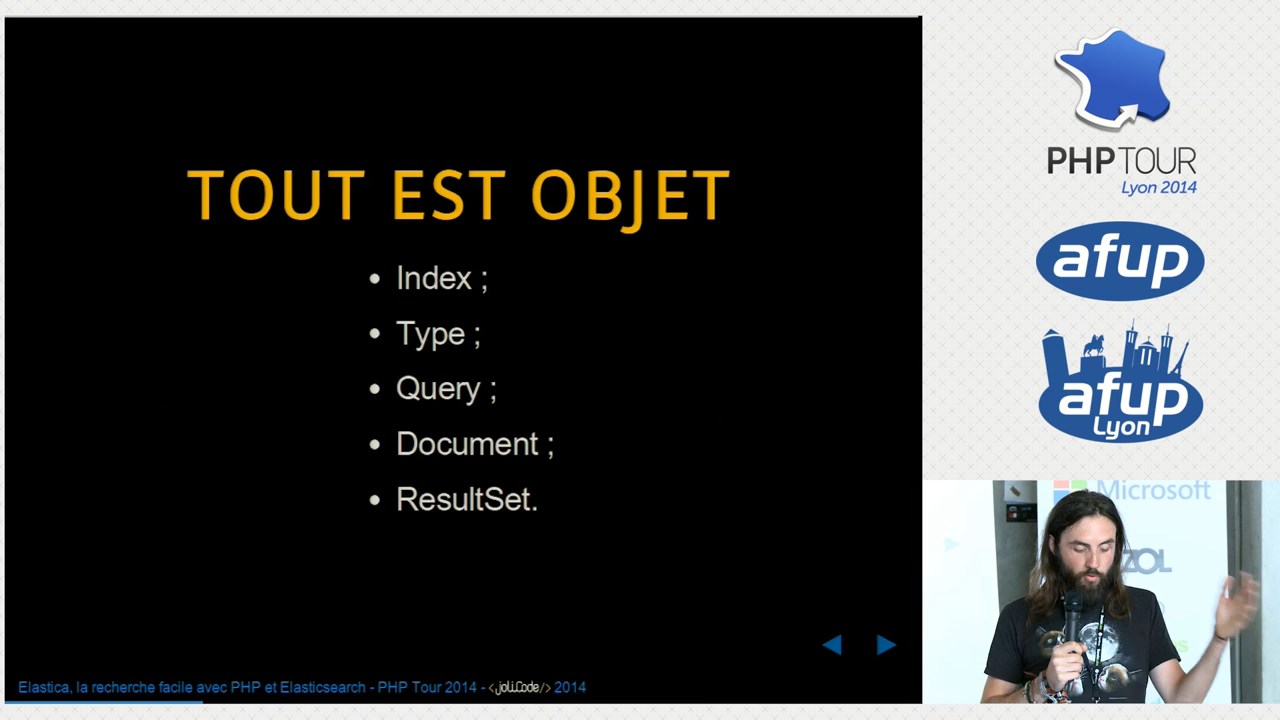 TOUT EST OBJET
• Index ;
• Type ;
• Query ;
• Document ;
• ResultSet.
Elastica, la recherche facile avec PHP et Elasticsearch - PHP Tour 2014 - <joliCode/> 2014
PHP TOUR
Lyon 2014
afup
afup
Lyon
Microsoft
ZOL